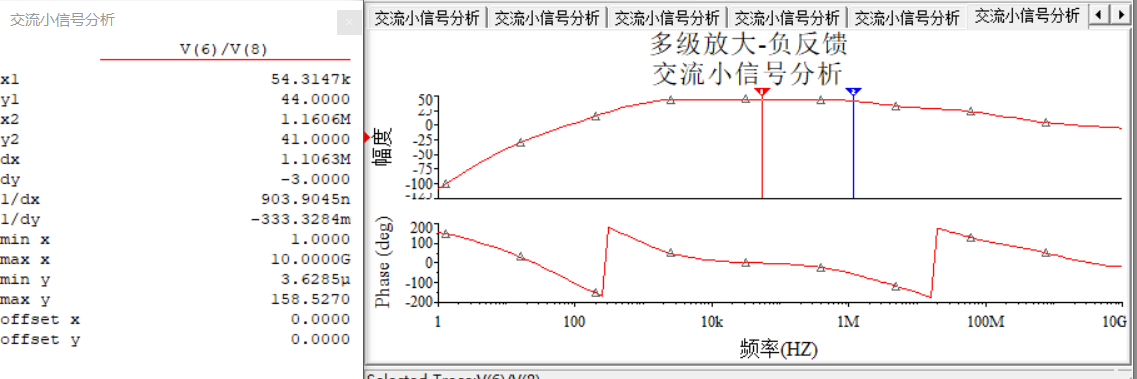 交流小信号分析
×
V(6)/V(8)
x1 54.3147k
y1 44.0000
x2 1.1606M
y2 41.0000
dx 1.1063M
dy -3.0000
1/dx 903.9045n
1/dy -333.3284m
min x 1.0000
max x 10.0000G
min y 3.6285µ
max y 158.5270
offset x 0.0000
offset y 0.0000
交流小信号分析 交流小信号分析 交流小信号分析 交流小信号分析 交流小信号分析 交流小信号分析
多级放大-负反馈
交流小信号分析
幅度
50
25
0
-25
-50
-75
-100
-125
Phase (deg)
200
100
0
-100
-200
1 100 10k 1M 100M 10G
频率(HZ)
Selected Trace:V(6)/V(8)